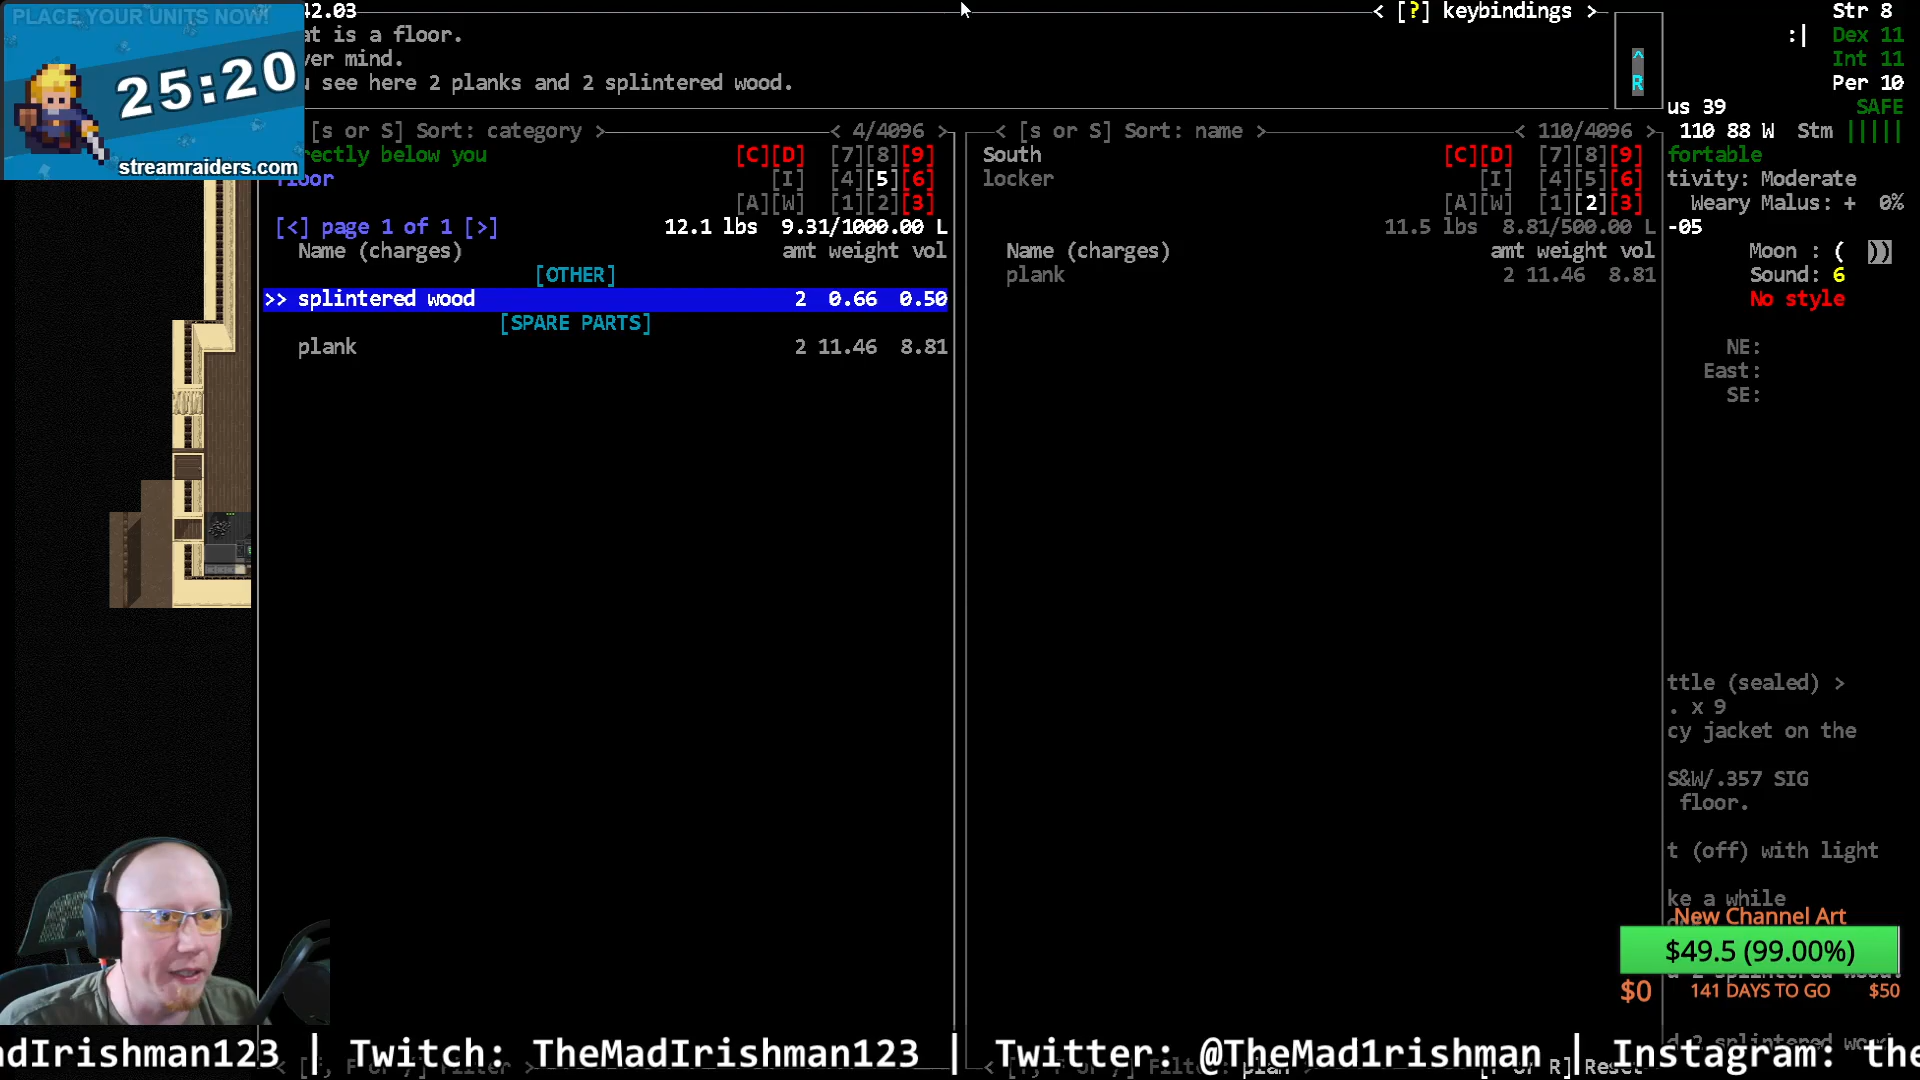 PLACE YOUR UNITS NOW!
25:20
streamraiders.com
42.03
< [?] keybindings >
at is a floor.
ver mind.
see here 2 planks and 2 splintered wood.
^
R
:|
Str 8
Dex 11
Int 11
Per 10
us 39 SAFE
110 88 W Stm |||||
fortable
tivity: Moderate
Weary Malus: + 0%
-05
Moon : ( ))
Sound: 6
No style
NE:
East:
SE:
[s or S] Sort: category > < 4/4096 >
rectly below you [C][D] [7][8][9]
floor [I] [4][5][6]
[A][W] [1][2][3]
[<] page 1 of 1 [>] 12.1 lbs 9.31/1000.00 L
Name (charges) amt weight vol
[OTHER]
>> splintered wood 2 0.66 0.50
[SPARE PARTS]
plank 2 11.46 8.81
< [s or S] Sort: name > < 110/4096 >
South [C][D] [7][8][9]
locker [I] [4][5][6]
[A][W] [1][2][3]
11.5 lbs 8.81/500.00 L
Name (charges) amt weight vol
plank 2 11.46 8.81
ttle (sealed) >
. x 9
cy jacket on the
S&W/.357 SIG
floor.
t (off) with light
ke a while
New Channel Art
$49.5 (99.00%)
$0 141 DAYS TO GO $50
adIrishman123 | Twitch: TheMadIrishman123 | Twitter: @TheMad1rishman | Instagram: the